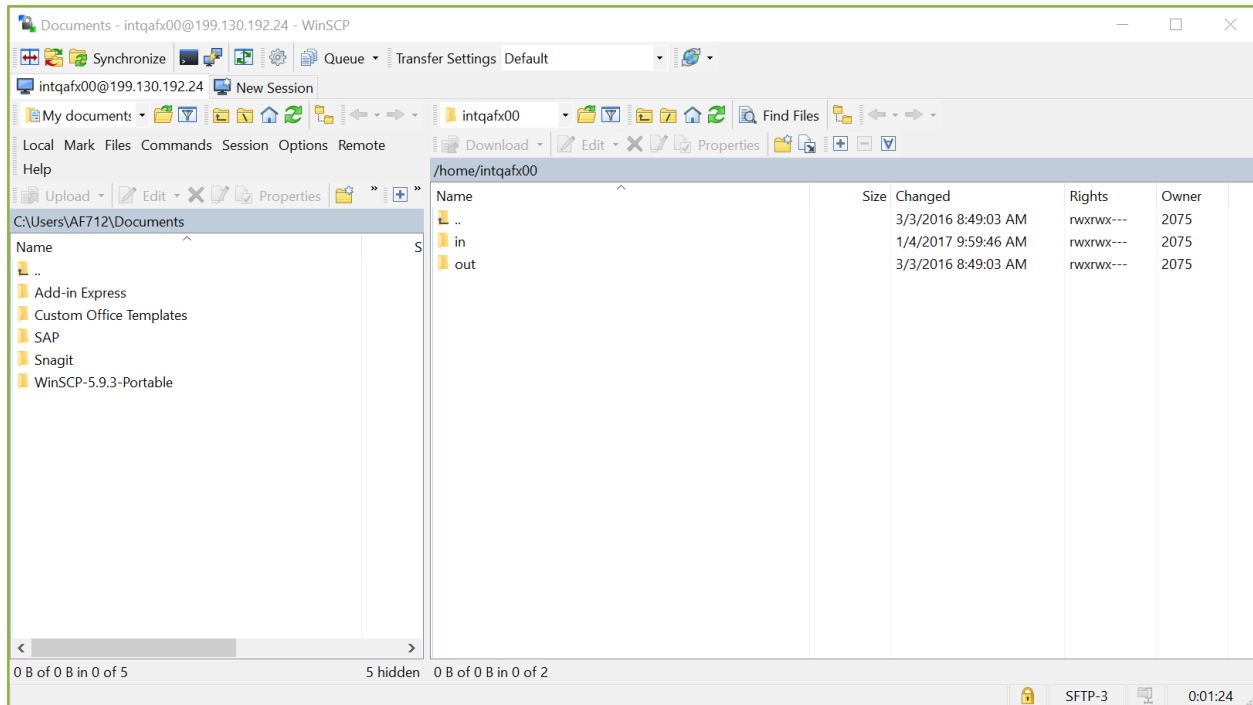 Documents - intqafx00@199.130.192.24 - WinSCP
Synchronize Queue Transfer Settings Default
intqafx00@199.130.192.24 New Session
My documents intqafx00 Find Files
Local Mark Files Commands Session Options Remote Download Edit Properties
Help /home/intqafx00
Upload Edit Properties » » Name Size Changed Rights Owner
C:\Users\AF712\Documents .. 3/3/2016 8:49:03 AM rwxrwx--- 2075
Name S in 1/4/2017 9:59:46 AM rwxrwx--- 2075
.. out 3/3/2016 8:49:03 AM rwxrwx--- 2075
Add-in Express
Custom Office Templates
SAP
Snagit
WinSCP-5.9.3-Portable
0 B of 0 B in 0 of 5 5 hidden 0 B of 0 B in 0 of 2
SFTP-3 0:01:24